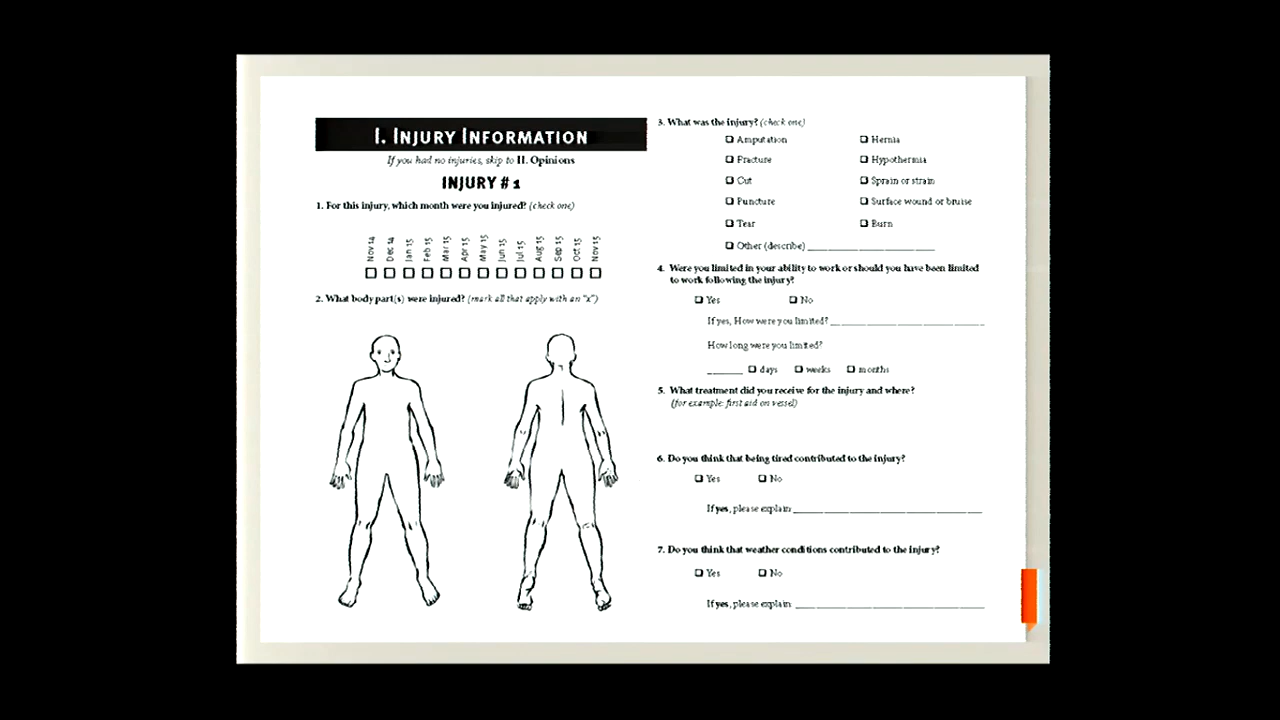 I. INJURY INFORMATION
If you had no injuries, skip to II. Opinions
INJURY # 1
1. For this injury, which month were you injured? (check one)
Nov 14 Dec 14 Jan 15 Feb 15 Mar 15 Apr 15 May 15 Jun 15 Jul 15 Aug 15 Sep 15 Oct 15 Nov 15
2. What body part(s) were injured? (mark all that apply with an "x")
3. What was the injury? (check one)
Amputation Hernia
Fracture Hypothermia
Cut Sprain or strain
Puncture Surface wound or bruise
Tear Burn
Other (describe)
4. Were you limited in your ability to work or should you have been limited
to work following the injury?
Yes No
If yes, How were you limited?
How long were you limited?
days weeks months
5. What treatment did you receive for the injury and where?
(for example: first aid on vessel)
6. Do you think that being tired contributed to the injury?
Yes No
If yes, please explain
7. Do you think that weather conditions contributed to the injury?
Yes No
If yes, please explain